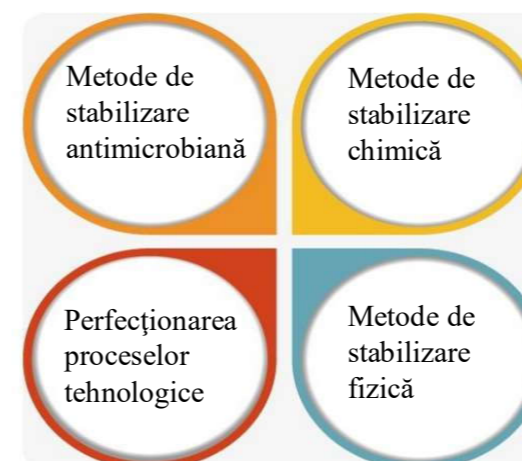 Metode de
stabilizare
antimicrobiană
Metode de
stabilizare
chimică
Perfecţionarea
proceselor
tehnologice
Metode de
stabilizare
fizică